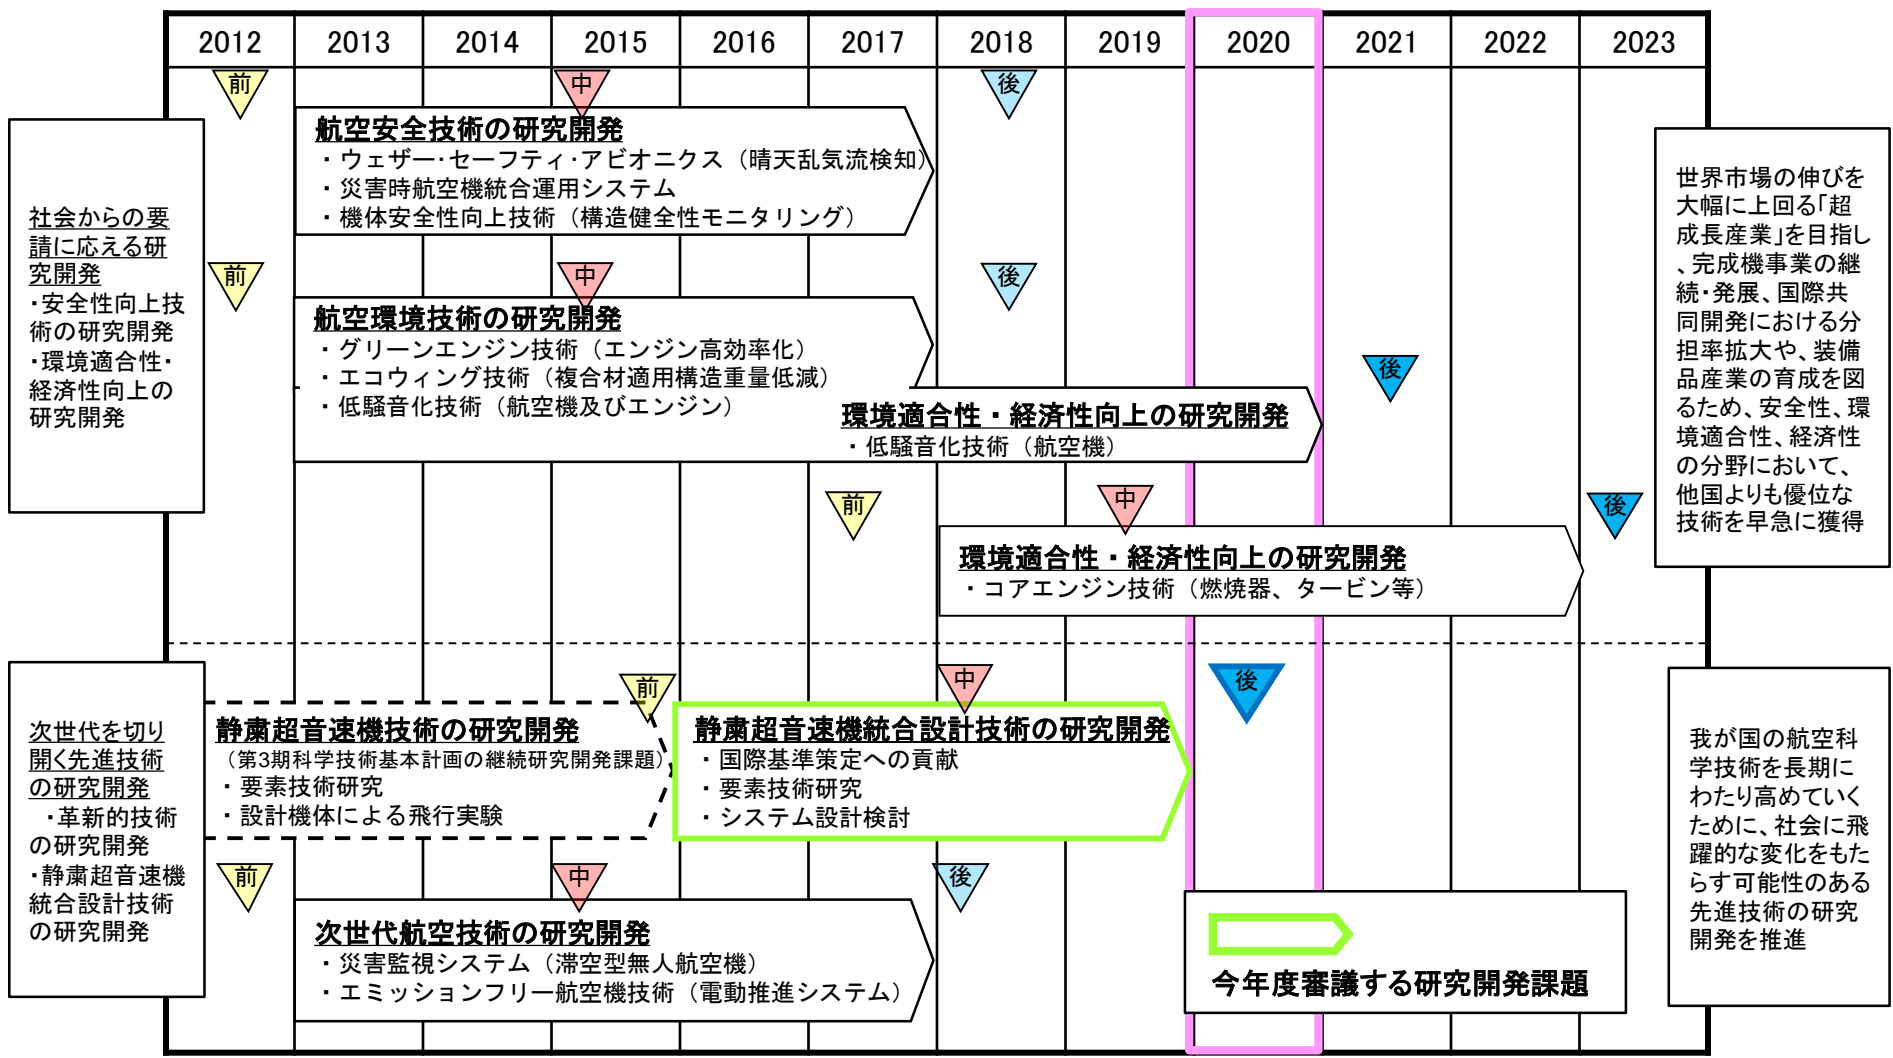 2012 2013 2014 2015 2016 2017 2018 2019 2020 2021 2022 2023
前 中 後
航空安全技術の研究開発
・ウェザー・セーフティ・アビオニクス（晴天乱気流検知）
・災害時航空機統合運用システム
・機体安全性向上技術（構造健全性モニタリング）
社会からの要
請に応える研
究開発
・安全性向上技
術の研究開発
・環境適合性・
経済性向上の
研究開発
前 中 後
航空環境技術の研究開発
・グリーンエンジン技術（エンジン高効率化）
・エコウィング技術（複合材適用構造重量低減）
・低騒音化技術（航空機及びエンジン）
後
環境適合性・経済性向上の研究開発
・低騒音化技術（航空機）
前 中 後
環境適合性・経済性向上の研究開発
・コアエンジン技術（燃焼器、タービン等）
世界市場の伸びを
大幅に上回る「超
成長産業」を目指し
、完成機事業の継
続・発展、国際共
同開発における分
担率拡大や、装備
品産業の育成を図
るため、安全性、環
境適合性、経済性
の分野において、
他国よりも優位な
技術を早急に獲得
次世代を切り
開く先進技術
の研究開発
・革新的技術
の研究開発
・静粛超音速機
統合設計技術
の研究開発
前 中 後
静粛超音速機技術の研究開発
（第3期科学技術基本計画の継続研究開発課題）
・要素技術研究
・設計機体による飛行実験
静粛超音速機統合設計技術の研究開発
・国際基準策定への貢献
・要素技術研究
・システム設計検討
前 中 後
次世代航空技術の研究開発
・災害監視システム（滞空型無人航空機）
・エミッションフリー航空機技術（電動推進システム）
今年度審議する研究開発課題
我が国の航空科
学技術を長期に
わたり高めていく
ために、社会に飛
躍的な変化をもた
らす可能性のある
先進技術の研究
開発を推進